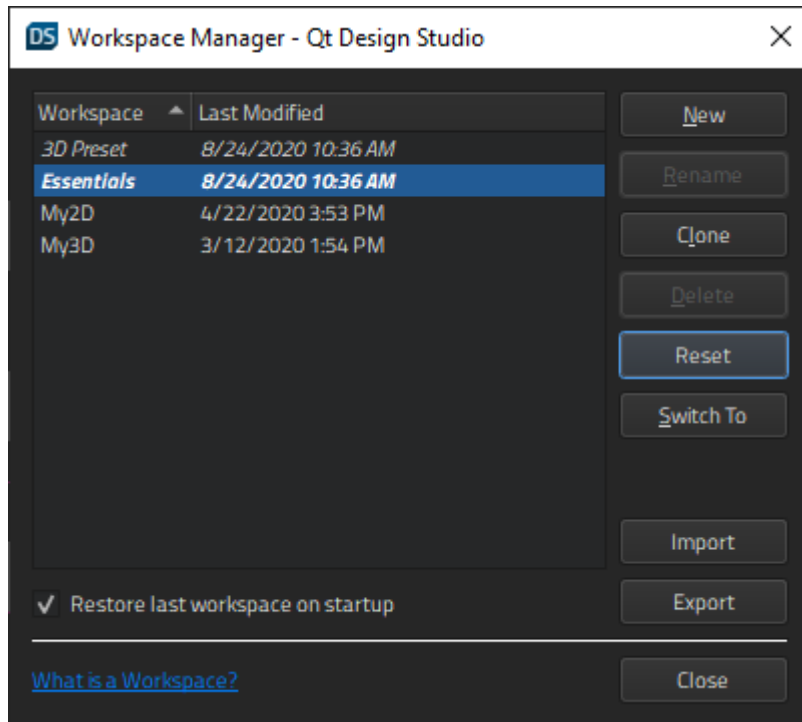 DS Workspace Manager - Qt Design Studio
Workspace Last Modified
3D Preset 8/24/2020 10:36 AM
Essentials 8/24/2020 10:36 AM
My2D 4/22/2020 3:53 PM
My3D 3/12/2020 1:54 PM
New
Rename
Clone
Delete
Reset
Switch To
Import
Export
Restore last workspace on startup
What is a Workspace?
Close